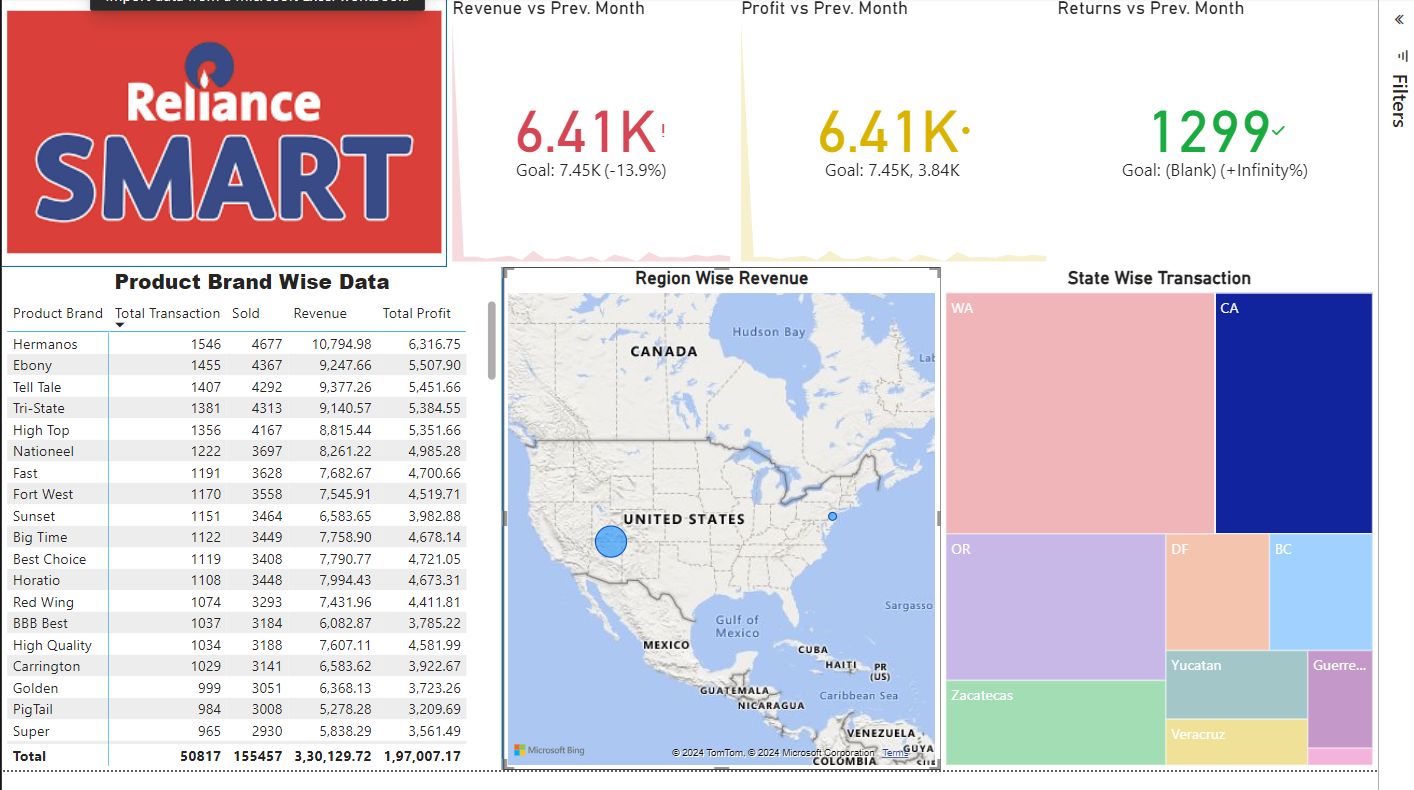 Revenue vs Prev. Month
Profit vs Prev. Month
Returns vs Prev. Month
Reliance
SMART
6.41K!
Goal: 7.45K (-13.9%)
6.41K
Goal: 7.45K, 3.84K
1299
Goal: (Blank) (+Infinity%)
Filters
Product Brand Wise Data
Product Brand Total Transaction Sold Revenue Total Profit
Hermanos 1546 4677 10,794.98 6,316.75
Ebony 1455 4367 9,247.66 5,507.90
Tell Tale 1407 4292 9,377.26 5,451.66
Tri-State 1381 4313 9,140.57 5,384.55
High Top 1356 4167 8,815.44 5,351.66
Nationeel 1222 3697 8,261.22 4,985.28
Fast 1191 3628 7,682.67 4,700.66
Fort West 1170 3558 7,545.91 4,519.71
Sunset 1151 3464 6,583.65 3,982.88
Big Time 1122 3449 7,758.90 4,678.14
Best Choice 1119 3408 7,790.77 4,721.05
Horatio 1108 3448 7,994.43 4,673.31
Red Wing 1074 3293 7,431.96 4,411.81
BBB Best 1037 3184 6,082.87 3,785.22
High Quality 1034 3188 7,607.11 4,581.99
Carrington 1029 3141 6,583.62 3,922.67
Golden 999 3051 6,368.13 3,723.26
PigTail 984 3008 5,278.28 3,209.69
Super 965 2930 5,838.29 3,561.49
Total 50817 155457 3,30,129.72 1,97,007.17
Region Wise Revenue
Hudson Bay
CANADA
Lab
UNITED STATES
Sargasso
Gulf of
Mexico
MEXICO
CUBA
HAITI
PR
(US)
GUATEMALA
Caribbean Sea
NICARAGUA
VENEZUELA
GUYA
COLOMBIA
Microsoft Bing
© 2024 TomTom, © 2024 Microsoft Corporation Terms
State Wise Transaction
WA
CA
OR
DF
BC
Zacatecas
Yucatan
Guerre...
Veracruz